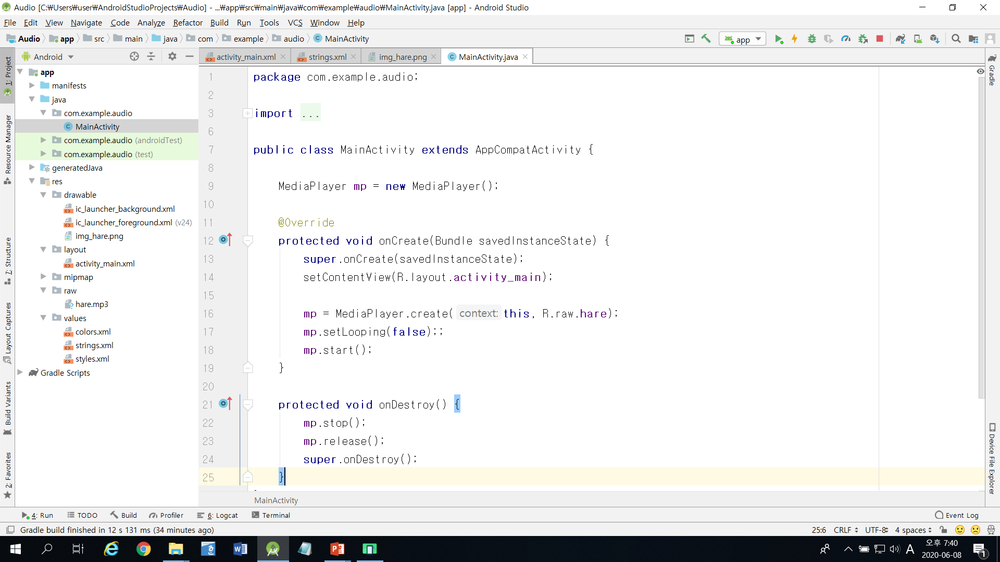 Audio [C:₩Users₩user₩AndroidStudioProjects₩Audio] - ...₩app₩src₩main₩java₩com₩example₩audio₩MainActivity.java [app] - Android Studio
File Edit View Navigate Code Analyze Refactor Build Run Tools VCS Window Help
Audio app src main java com example audio MainActivity
app
Android
activity_main.xml strings.xml img_hare.png MainActivity.java
1: Project
Resource Manager
7: Structure
Layout Captures
Build Variants
2: Favorites
app
manifests
java
com.example.audio
MainActivity
com.example.audio (androidTest)
com.example.audio (test)
generatedJava
res
drawable
ic_launcher_background.xml
ic_launcher_foreground.xml (v24)
img_hare.png
layout
activity_main.xml
mipmap
raw
hare.mp3
values
colors.xml
strings.xml
styles.xml
Gradle Scripts
1 package com.example.audio;
2
3 import ...
6
7 public class MainActivity extends AppCompatActivity {
8
9 MediaPlayer mp = new MediaPlayer();
10
11 @Override
12 protected void onCreate(Bundle savedInstanceState) {
13 super.onCreate(savedInstanceState);
14 setContentView(R.layout.activity_main);
15
16 mp = MediaPlayer.create( context: this, R.raw.hare);
17 mp.setLooping(false);;
18 mp.start();
19 }
20
21 protected void onDestroy() {
22 mp.stop();
23 mp.release();
24 super.onDestroy();
25 }
MainActivity
Gradle
Device File Explorer
4: Run TODO Build Profiler 6: Logcat Terminal Event Log
Gradle build finished in 12 s 131 ms (34 minutes ago) 25:6 CRLF UTF-8 4 spaces
A 오후 7:40
2020-06-08
1